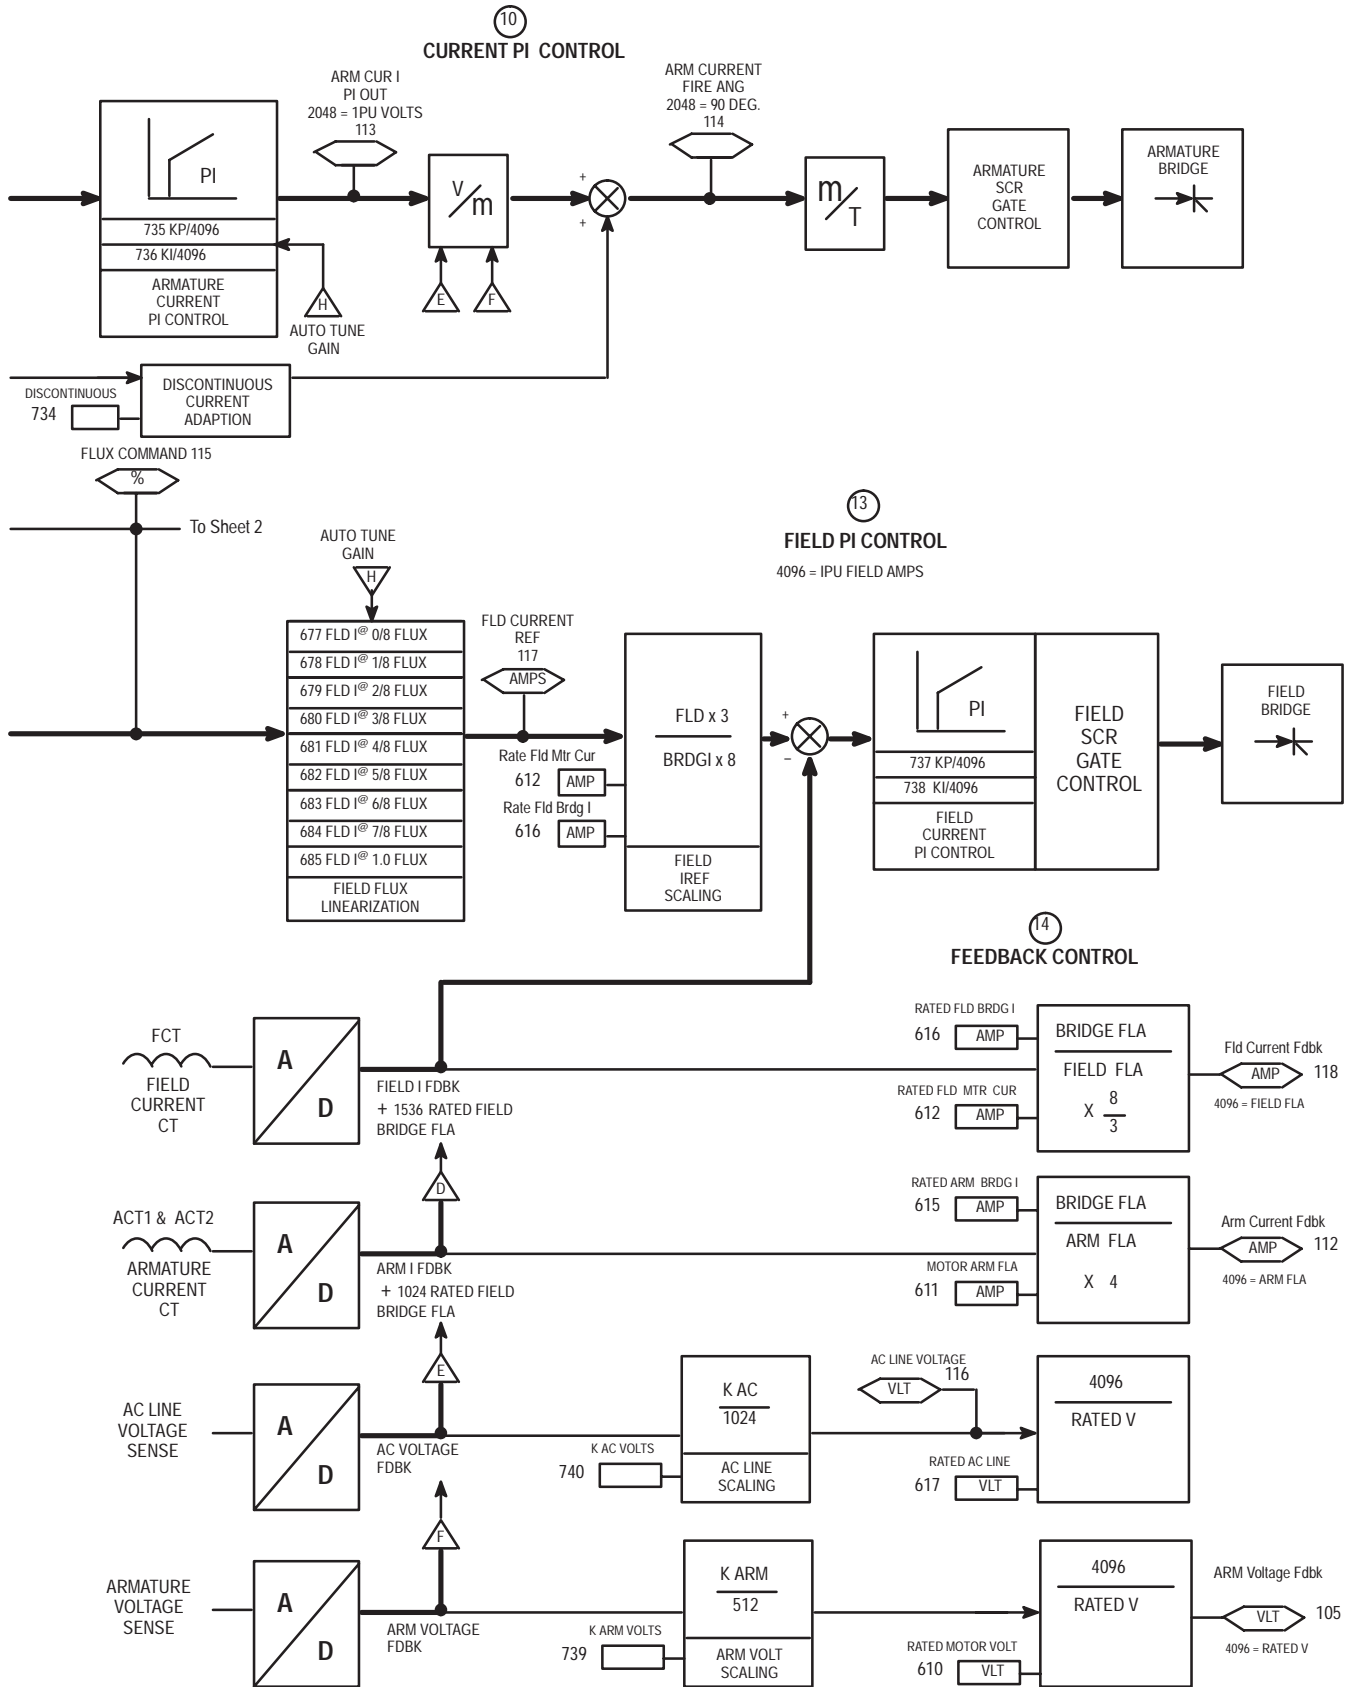 10
CURRENT PI CONTROL
ARM CUR I
PI OUT
2048 = 1PU VOLTS
113
ARM CURRENT
FIRE ANG
2048 = 90 DEG.
114
PI
735 KP/4096
736 KI/4096
ARMATURE
CURRENT
PI CONTROL
H
AUTO TUNE
GAIN
V/m
E
F
+
+
m/T
ARMATURE
SCR
GATE
CONTROL
ARMATURE
BRIDGE
DISCONTINUOUS
734
DISCONTINUOUS
CURRENT
ADAPTION
FLUX COMMAND 115
%
To Sheet 2
13
FIELD PI CONTROL
4096 = IPU FIELD AMPS
AUTO TUNE
GAIN
H
677 FLD I@ 0/8 FLUX
678 FLD I@ 1/8 FLUX
679 FLD I@ 2/8 FLUX
680 FLD I@ 3/8 FLUX
681 FLD I@ 4/8 FLUX
682 FLD I@ 5/8 FLUX
683 FLD I@ 6/8 FLUX
684 FLD I@ 7/8 FLUX
685 FLD I@ 1.0 FLUX
FIELD FLUX
LINEARIZATION
FLD CURRENT
REF
117
AMPS
Rate Fld Mtr Cur
612 AMP
Rate Fld Brdg I
616 AMP
FLD x 3
BRDGI x 8
FIELD
IREF
SCALING
+
–
PI
737 KP/4096
738 KI/4096
FIELD
CURRENT
PI CONTROL
FIELD
SCR
GATE
CONTROL
FIELD
BRIDGE
14
FEEDBACK CONTROL
FCT
FIELD
CURRENT
CT
A
D
FIELD I FDBK
+ 1536 RATED FIELD
BRIDGE FLA
D
RATED FLD BRDG I
616 AMP
RATED FLD MTR CUR
612 AMP
BRIDGE FLA
FIELD FLA
X 8
3
Fld Current Fdbk
AMP 118
4096 = FIELD FLA
ACT1 & ACT2
ARMATURE
CURRENT
CT
A
D
ARM I FDBK
+ 1024 RATED FIELD
BRIDGE FLA
E
RATED ARM BRDG I
615 AMP
MOTOR ARM FLA
611 AMP
BRIDGE FLA
ARM FLA
X 4
Arm Current Fdbk
AMP 112
4096 = ARM FLA
AC LINE
VOLTAGE
SENSE
A
D
AC VOLTAGE
FDBK
F
K AC VOLTS
740
K AC
1024
AC LINE
SCALING
AC LINE VOLTAGE
VLT 116
RATED AC LINE
617 VLT
4096
RATED V
ARMATURE
VOLTAGE
SENSE
A
D
ARM VOLTAGE
FDBK
K ARM VOLTS
739
K ARM
512
ARM VOLT
SCALING
RATED MOTOR VOLT
610 VLT
4096
RATED V
ARM Voltage Fdbk
VLT 105
4096 = RATED V